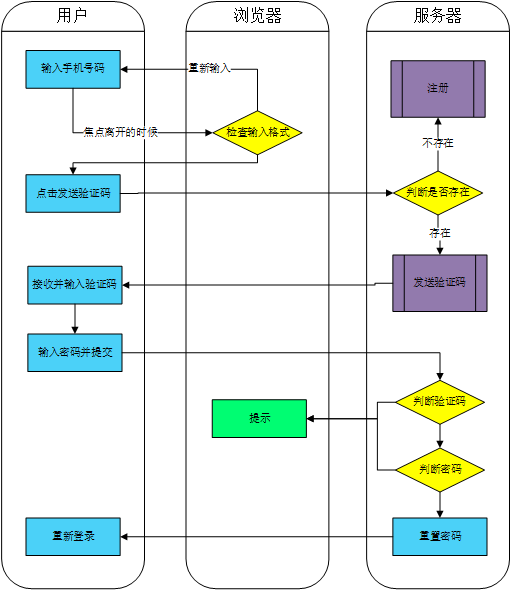 用户
浏览器
服务器
输入手机号码
重新输入
注册
焦点离开的时候
检查输入格式
不存在
点击发送验证码
判断是否存在
存在
接收并输入验证码
发送验证码
输入密码并提交
判断验证码
提示
判断密码
重新登录
重置密码